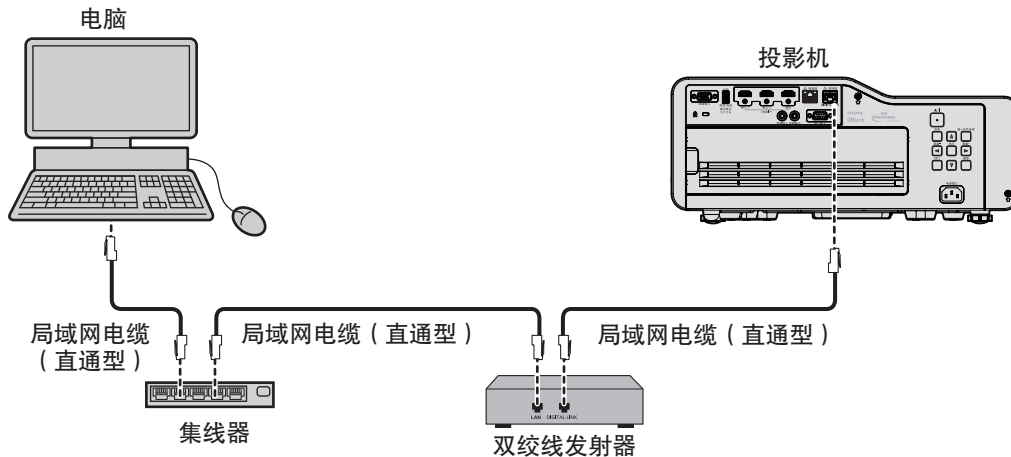 电脑
投影机
局域网电缆
（直通型）
局域网电缆（直通型）
局域网电缆（直通型）
LAN
DIGITAL LINK
集线器
双绞线发射器